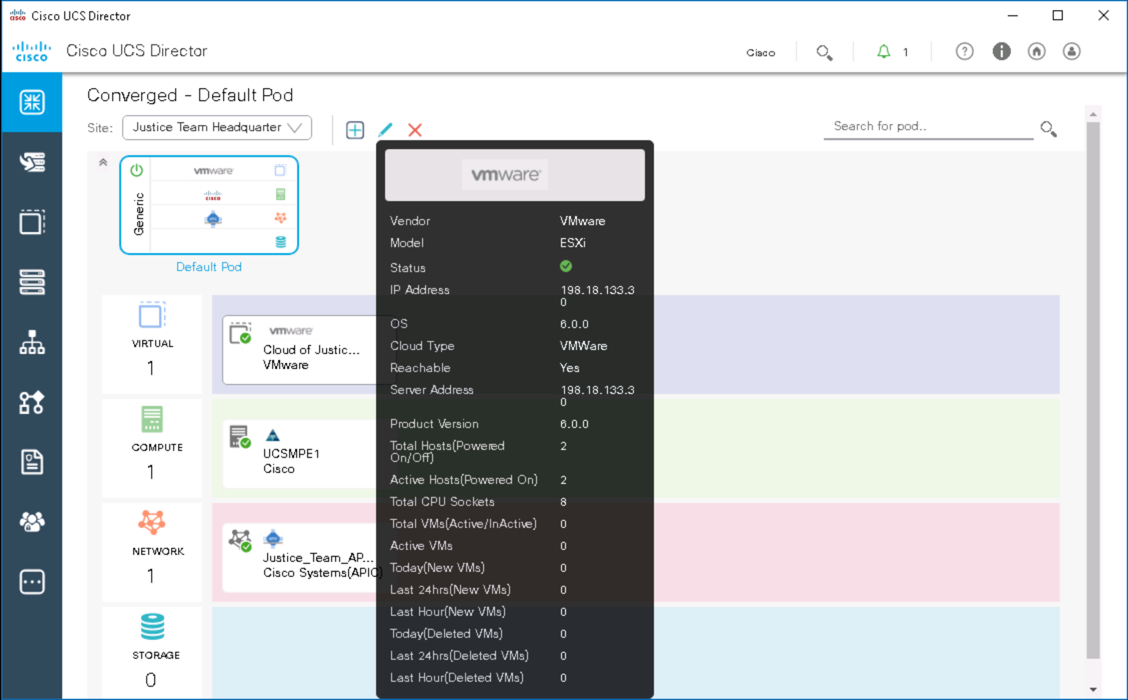 Cisco UCS Director
CISCO
Cisco UCS Director
Cisco
1
Converged - Default Pod
Site:
Justice Team Headquarter
Search for pod..
Generic
vmware
CISCO
Default Pod
vmware
Vendor VMware
Model ESXi
Status
IP Address 198.18.133.3
0
OS 6.0.0
Cloud Type VMWare
Reachable Yes
Server Address 198.18.133.3
0
Product Version 6.0.0
Total Hosts(Powered 2
On/Off)
Active Hosts(Powered On) 2
Total CPU Sockets 8
Total VMs(Active/InActive) 0
Active VMs 0
Today(New VMs) 0
Last 24hrs(New VMs) 0
Last Hour(New VMs) 0
Today(Deleted VMs) 0
Last 24hrs(Deleted VMs) 0
Last Hour(Deleted VMs) 0
VIRTUAL
1
vmware
Cloud of Justic...
VMware
COMPUTE
1
UCSMPE1
Cisco
NETWORK
1
Justice_Team_AP...
Cisco Systems(APIC)
STORAGE
0